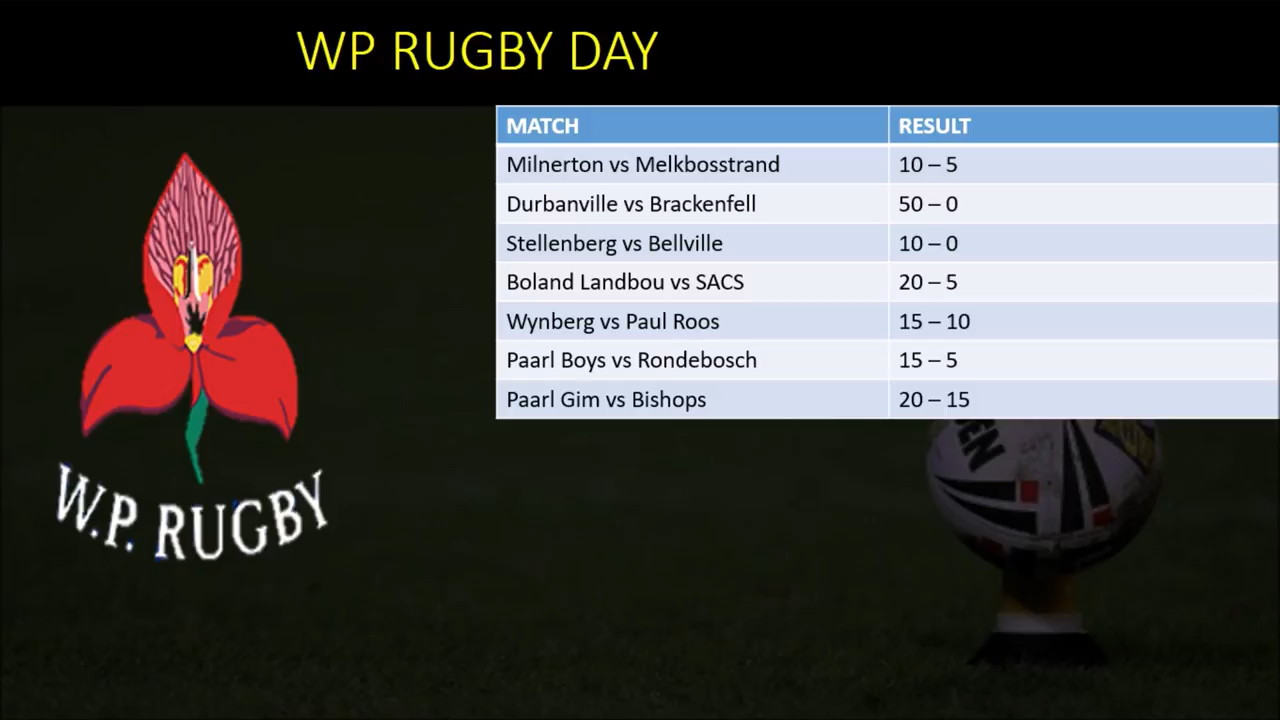 WP RUGBY DAY
MATCH RESULT
Milnerton vs Melkbosstrand 10 – 5
Durbanville vs Brackenfell 50 – 0
Stellenberg vs Bellville 10 – 0
Boland Landbou vs SACS 20 – 5
Wynberg vs Paul Roos 15 – 10
Paarl Boys vs Rondebosch 15 – 5
Paarl Gim vs Bishops 20 – 15
W.P. RUGBY